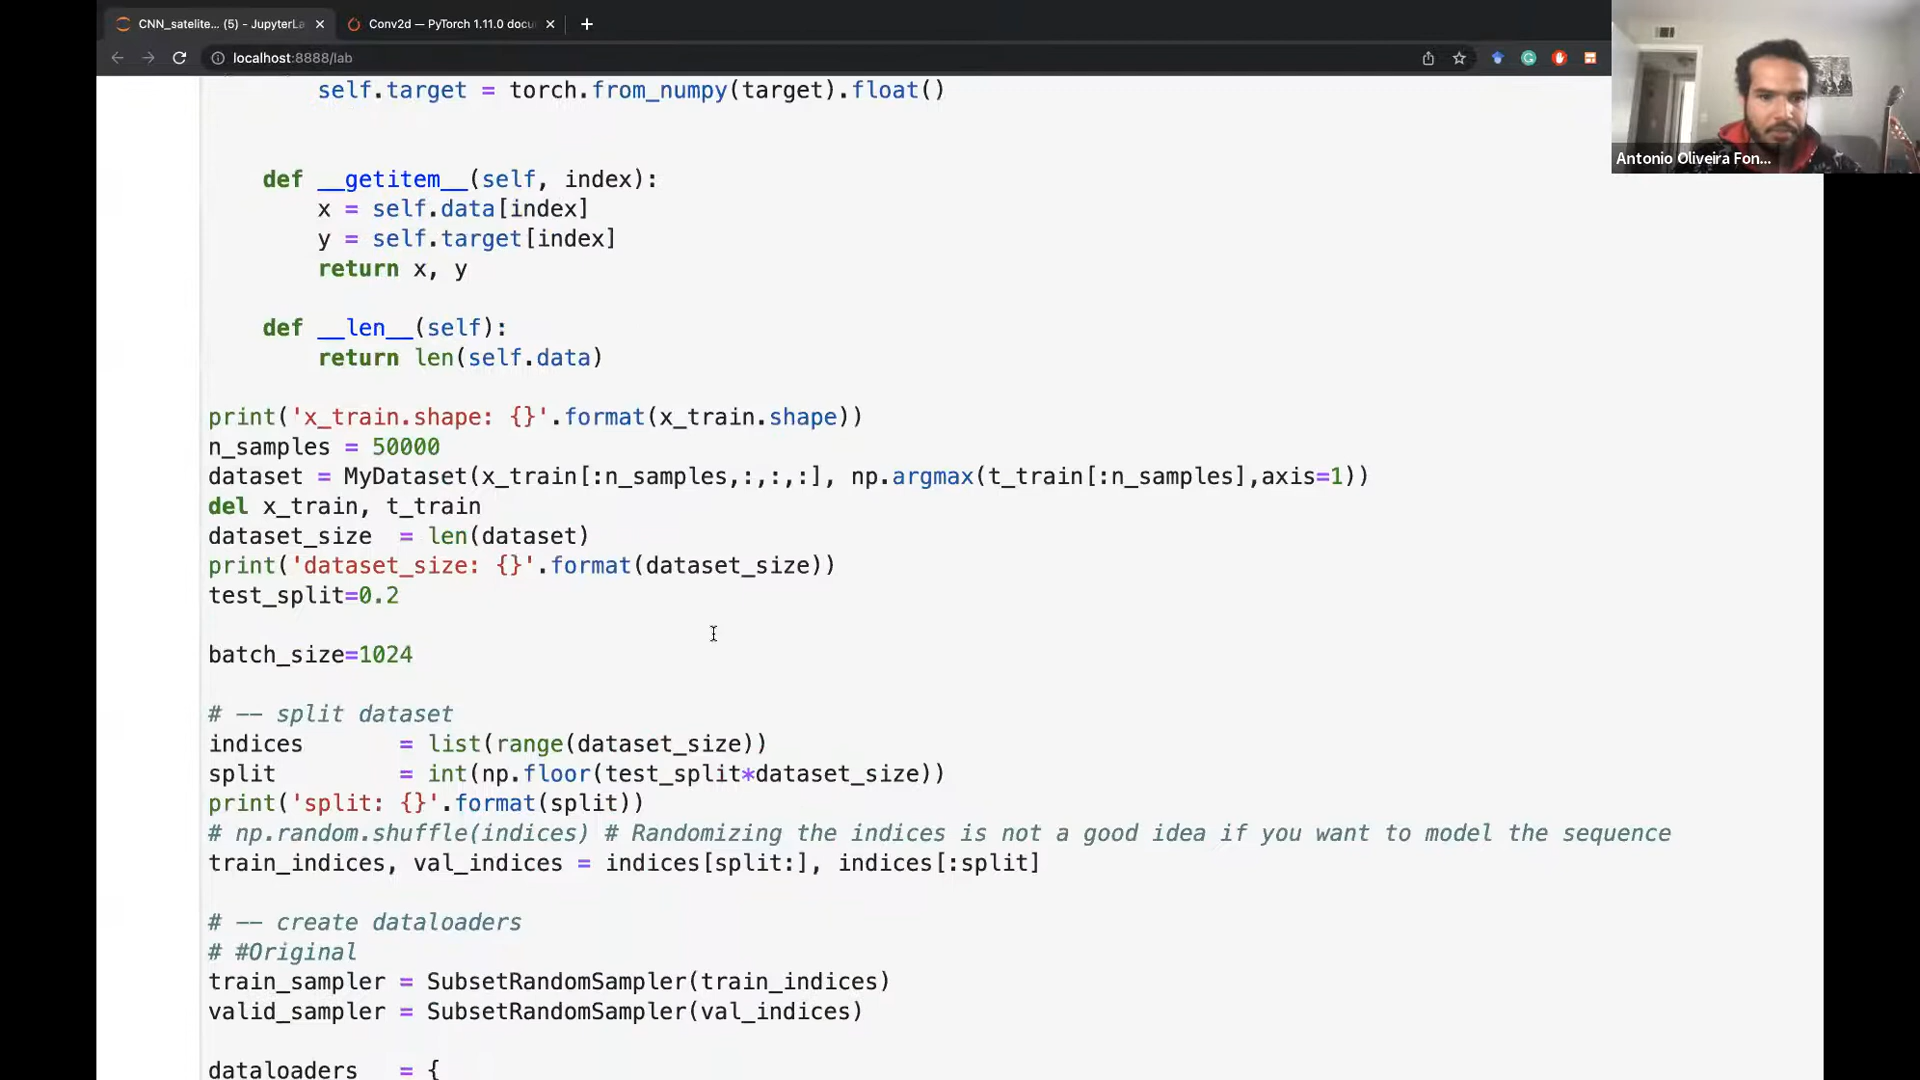 CNN_satelite... (5) - JupyterLa
Conv2d — PyTorch 1.11.0 docu
localhost:8888/lab
self.target = torch.from_numpy(target).float()
def __getitem__(self, index):
x = self.data[index]
y = self.target[index]
return x, y
def __len__(self):
return len(self.data)
print('x_train.shape: {}'.format(x_train.shape))
n_samples = 50000
dataset = MyDataset(x_train[:n_samples,:,:,:], np.argmax(t_train[:n_samples],axis=1))
del x_train, t_train
dataset_size  = len(dataset)
print('dataset_size: {}'.format(dataset_size))
test_split=0.2
batch_size=1024
# -- split dataset
indices       = list(range(dataset_size))
split         = int(np.floor(test_split*dataset_size))
print('split: {}'.format(split))
# np.random.shuffle(indices) # Randomizing the indices is not a good idea if you want to model the sequence
train_indices, val_indices = indices[split:], indices[:split]
# -- create dataloaders
# #Original
train_sampler = SubsetRandomSampler(train_indices)
valid_sampler = SubsetRandomSampler(val_indices)
dataloaders   = {
Antonio Oliveira Fon...